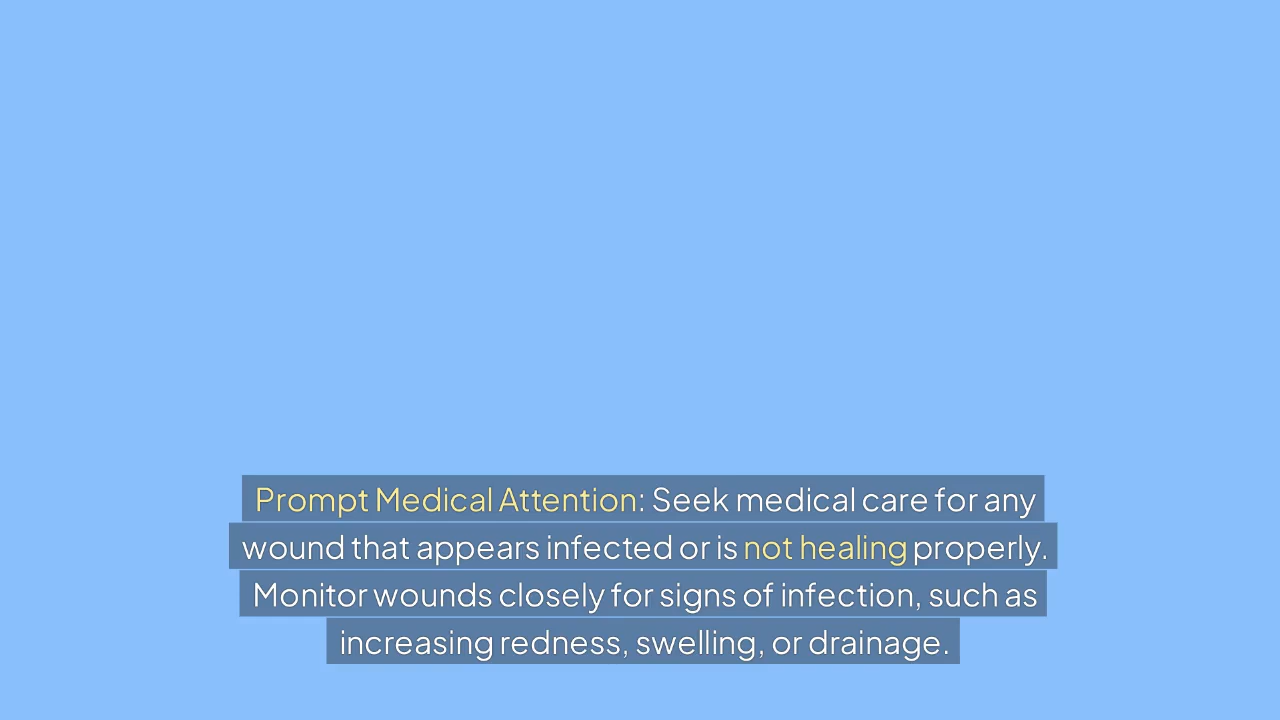 Prompt Medical Attention: Seek medical care for any
wound that appears infected or is not healing properly.
Monitor wounds closely for signs of infection, such as
increasing redness, swelling, or drainage.